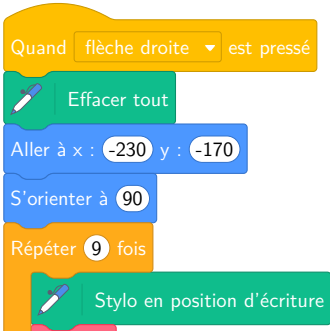 Quand flèche droite est pressé
Effacer tout
Aller à x : -230 y : -170
S'orienter à 90
Répéter 9 fois
Stylo en position d'écriture